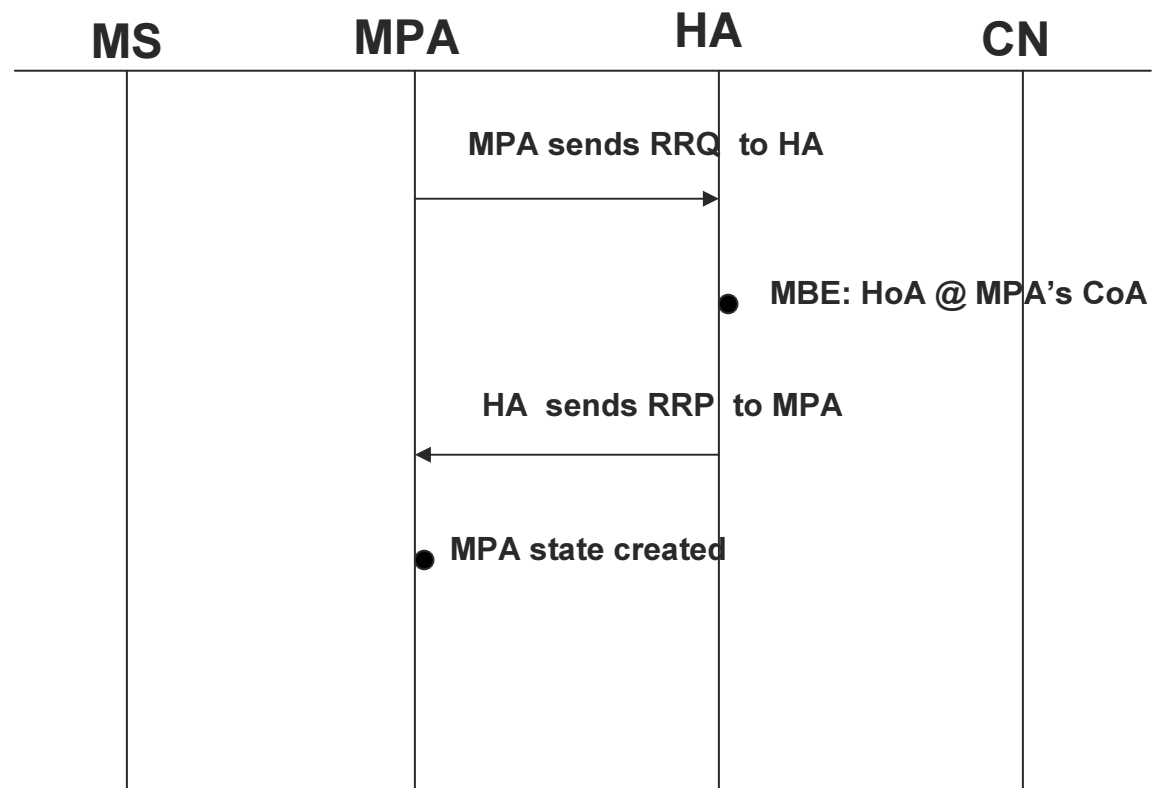 MS MPA HA CN
MPA sends RRQ to HA
MBE: HoA @ MPA's CoA
HA sends RRP to MPA
MPA state created